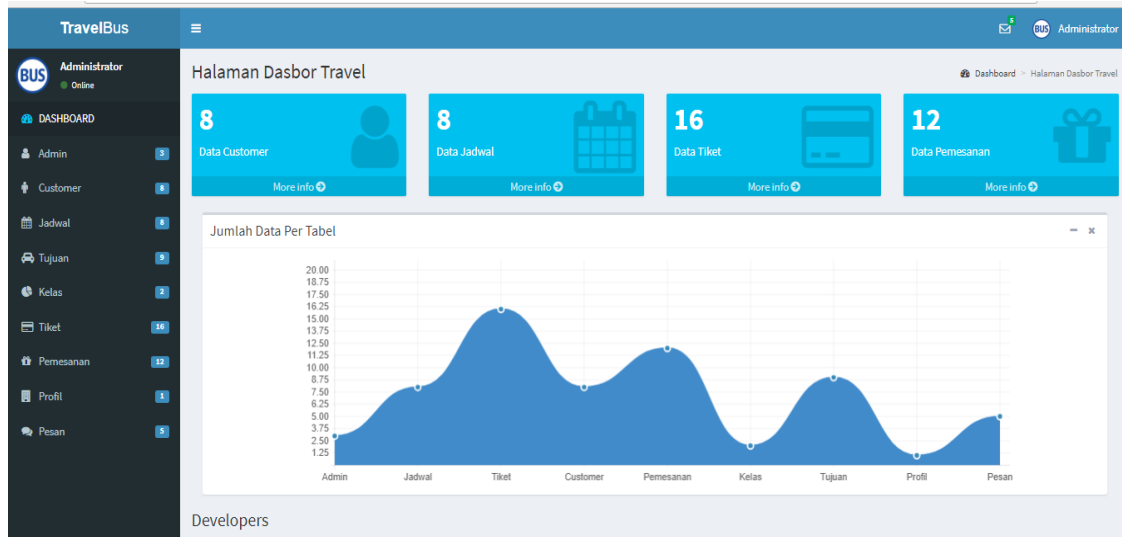 TravelBus
5
BUS Administrator
BUS
Administrator
Online
DASHBOARD
Admin 3
Customer 8
Jadwal 8
Tujuan 9
Kelas 2
Tiket 16
Pemesanan 12
Profil 1
Pesan 5
Halaman Dasbor Travel
Dashboard > Halaman Dasbor Travel
8
Data Customer
More info
8
Data Jadwal
More info
16
Data Tiket
More info
12
Data Pemesanan
More info
Jumlah Data Per Tabel
20.00
18.75
17.50
16.25
15.00
13.75
12.50
11.25
10.00
8.75
7.50
6.25
5.00
3.75
2.50
1.25
Admin Jadwal Tiket Customer Pemesanan Kelas Tujuan Profil Pesan
Developers